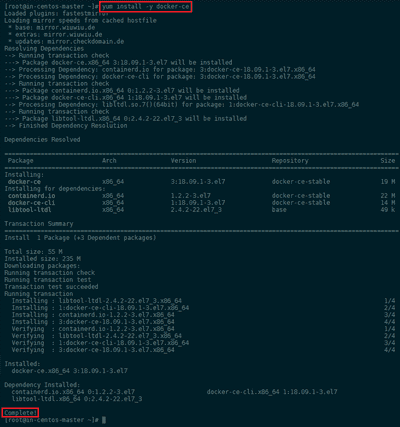 [root@in-centos-master ~]# yum install -y docker-ce
Loaded plugins: fastestmirror
Loading mirror speeds from cached hostfile
* base: mirror.wiuwiu.de
* extras: mirror.wiuwiu.de
* updates: mirror.checkdomain.de
Resolving Dependencies
--> Running transaction check
---> Package docker-ce.x86_64 3:18.09.1-3.el7 will be installed
--> Processing Dependency: containerd.io for package: 3:docker-ce-18.09.1-3.el7.x86_64
--> Processing Dependency: docker-ce-cli for package: 3:docker-ce-18.09.1-3.el7.x86_64
--> Running transaction check
---> Package containerd.io.x86_64 0:1.2.2-3.el7 will be installed
---> Package docker-ce-cli.x86_64 1:18.09.1-3.el7 will be installed
--> Processing Dependency: libltdl.so.7()(64bit) for package: 1:docker-ce-cli-18.09.1-3.el7.x86_64
--> Running transaction check
---> Package libtool-ltdl.x86_64 0:2.4.2-22.el7_3 will be installed
--> Finished Dependency Resolution
Dependencies Resolved
Package Arch Version Repository Size
Installing:
docker-ce x86_64 3:18.09.1-3.el7 docker-ce-stable 19 M
Installing for dependencies:
containerd.io x86_64 1.2.2-3.el7 docker-ce-stable 22 M
docker-ce-cli x86_64 1:18.09.1-3.el7 docker-ce-stable 14 M
libtool-ltdl x86_64 2.4.2-22.el7_3 base 49 k
Transaction Summary
Install 1 Package (+3 Dependent packages)
Total size: 55 M
Installed size: 235 M
Downloading packages:
Running transaction check
Running transaction test
Transaction test succeeded
Running transaction
Installing : libtool-ltdl-2.4.2-22.el7_3.x86_64 1/4
Installing : 1:docker-ce-cli-18.09.1-3.el7.x86_64 2/4
Installing : containerd.io-1.2.2-3.el7.x86_64 3/4
Installing : 3:docker-ce-18.09.1-3.el7.x86_64 4/4
Verifying : containerd.io-1.2.2-3.el7.x86_64 1/4
Verifying : libtool-ltdl-2.4.2-22.el7_3.x86_64 2/4
Verifying : 1:docker-ce-cli-18.09.1-3.el7.x86_64 3/4
Verifying : 3:docker-ce-18.09.1-3.el7.x86_64 4/4
Installed:
docker-ce.x86_64 3:18.09.1-3.el7
Dependency Installed:
containerd.io.x86_64 0:1.2.2-3.el7 docker-ce-cli.x86_64 1:18.09.1-3.el7
libtool-ltdl.x86_64 0:2.4.2-22.el7_3
Complete!
[root@in-centos-master ~]#